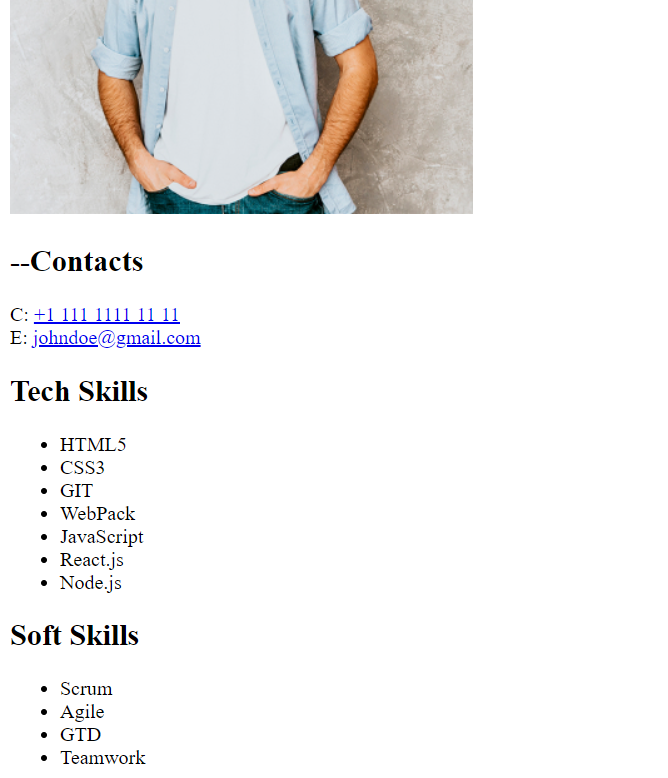 --Contacts
C: +1 111 1111 11 11
E: johndoe@gmail.com
Tech Skills
• HTML5
• CSS3
• GIT
• WebPack
• JavaScript
• React.js
• Node.js
Soft Skills
• Scrum
• Agile
• GTD
• Teamwork